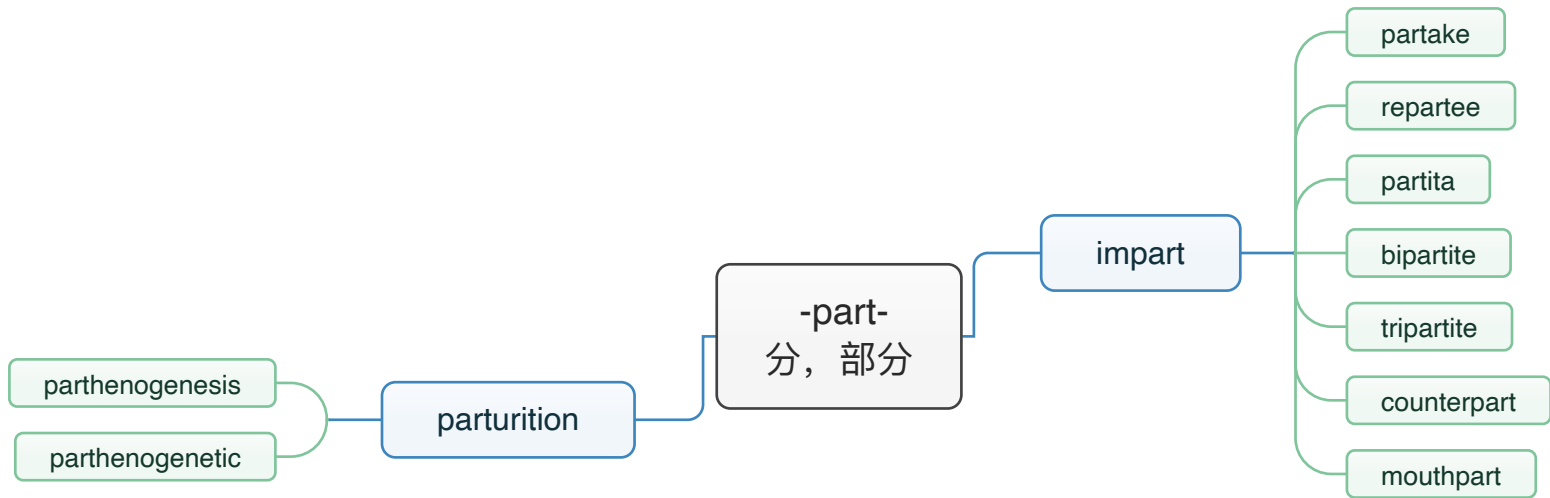 -part-
分，部分
impart
partake
repartee
partita
bipartite
tripartite
counterpart
mouthpart
parturition
parthenogenesis
parthenogenetic